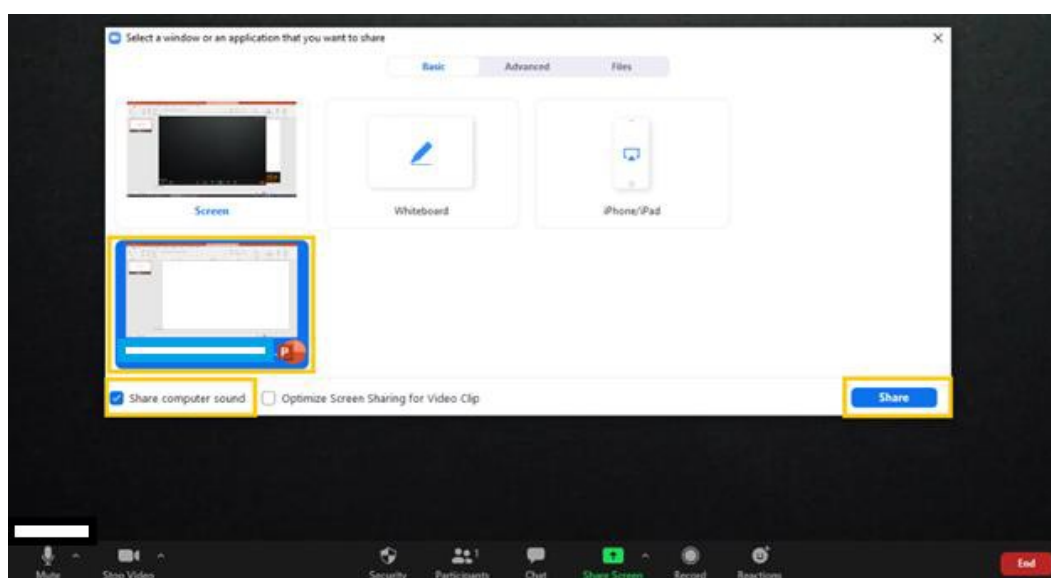 Select a window or an application that you want to share
Basic Advanced Files
Screen Whiteboard iPhone/iPad
P
Share computer sound Optimize Screen Sharing for Video Clip Share
1
Mute Stop Video Security Participants Chat Share Screen Record Reactions End